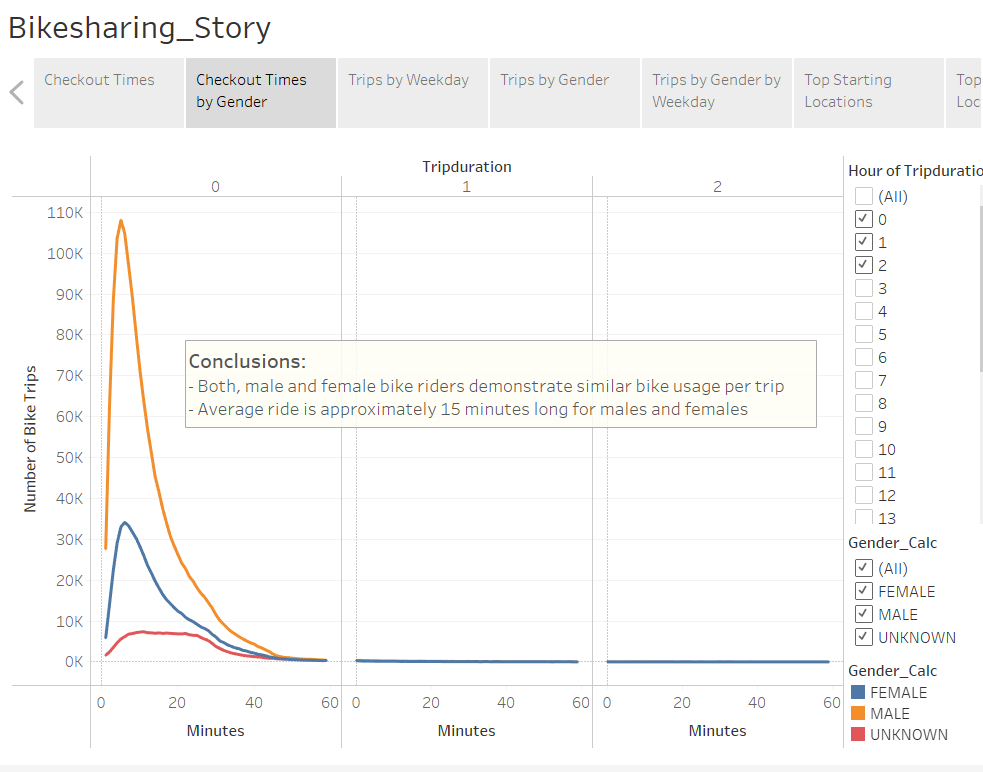 Bikesharing_Story
Checkout Times
Checkout Times
by Gender
Trips by Weekday
Trips by Gender
Trips by Gender by
Weekday
Top Starting
Locations
Top
Loc
Tripduration
0 1 2
Number of Bike Trips
110K
100K
90K
80K
70K
60K
50K
40K
30K
20K
10K
0K
Conclusions:
- Both, male and female bike riders demonstrate similar bike usage per trip
- Average ride is approximately 15 minutes long for males and females
0 20 40 60 0 20 40 60 0 20 40 60
Minutes Minutes Minutes
Hour of Tripduratio
(All)
0
1
2
3
4
5
6
7
8
9
10
11
12
13
Gender_Calc
(All)
FEMALE
MALE
UNKNOWN
Gender_Calc
FEMALE
MALE
UNKNOWN